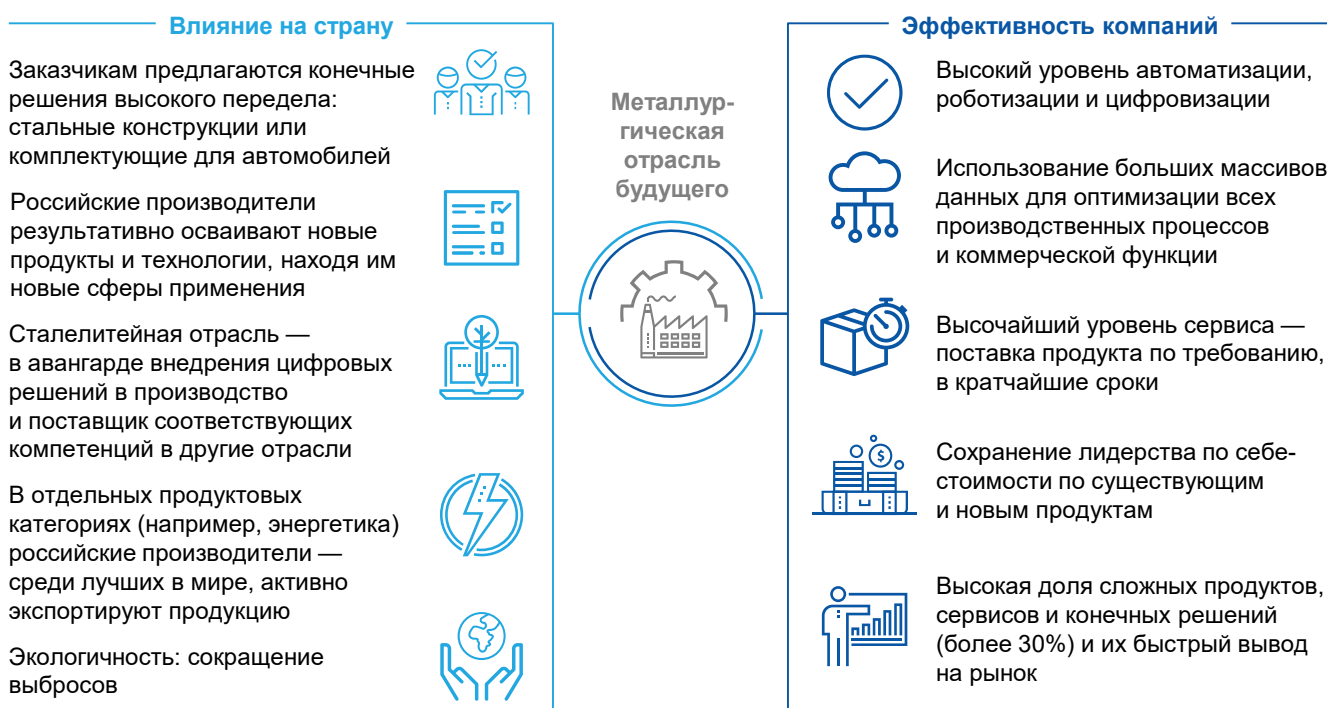 Влияние на страну
Заказчикам предлагаются конечные
решения высокого передела:
стальные конструкции или
комплектующие для автомобилей
Российские производители
результативно осваивают новые
продукты и технологии, находя им
новые сферы применения
Сталелитейная отрасль —
в авангарде внедрения цифровых
решений в производство
и поставщик соответствующих
компетенций в другие отрасли
В отдельных продуктовых
категориях (например, энергетика)
российские производители —
среди лучших в мире, активно
экспортируют продукцию
Экологичность: сокращение
выбросов
Металлур-
гическая
отрасль
будущего
Эффективность компаний
Высокий уровень автоматизации,
роботизации и цифровизации
Использование больших массивов
данных для оптимизации всех
производственных процессов
и коммерческой функции
Высочайший уровень сервиса —
поставка продукта по требованию,
в кратчайшие сроки
$
Сохранение лидерства по себе-
стоимости по существующим
и новым продуктам
Высокая доля сложных продуктов,
сервисов и конечных решений
(более 30%) и их быстрый вывод
на рынок